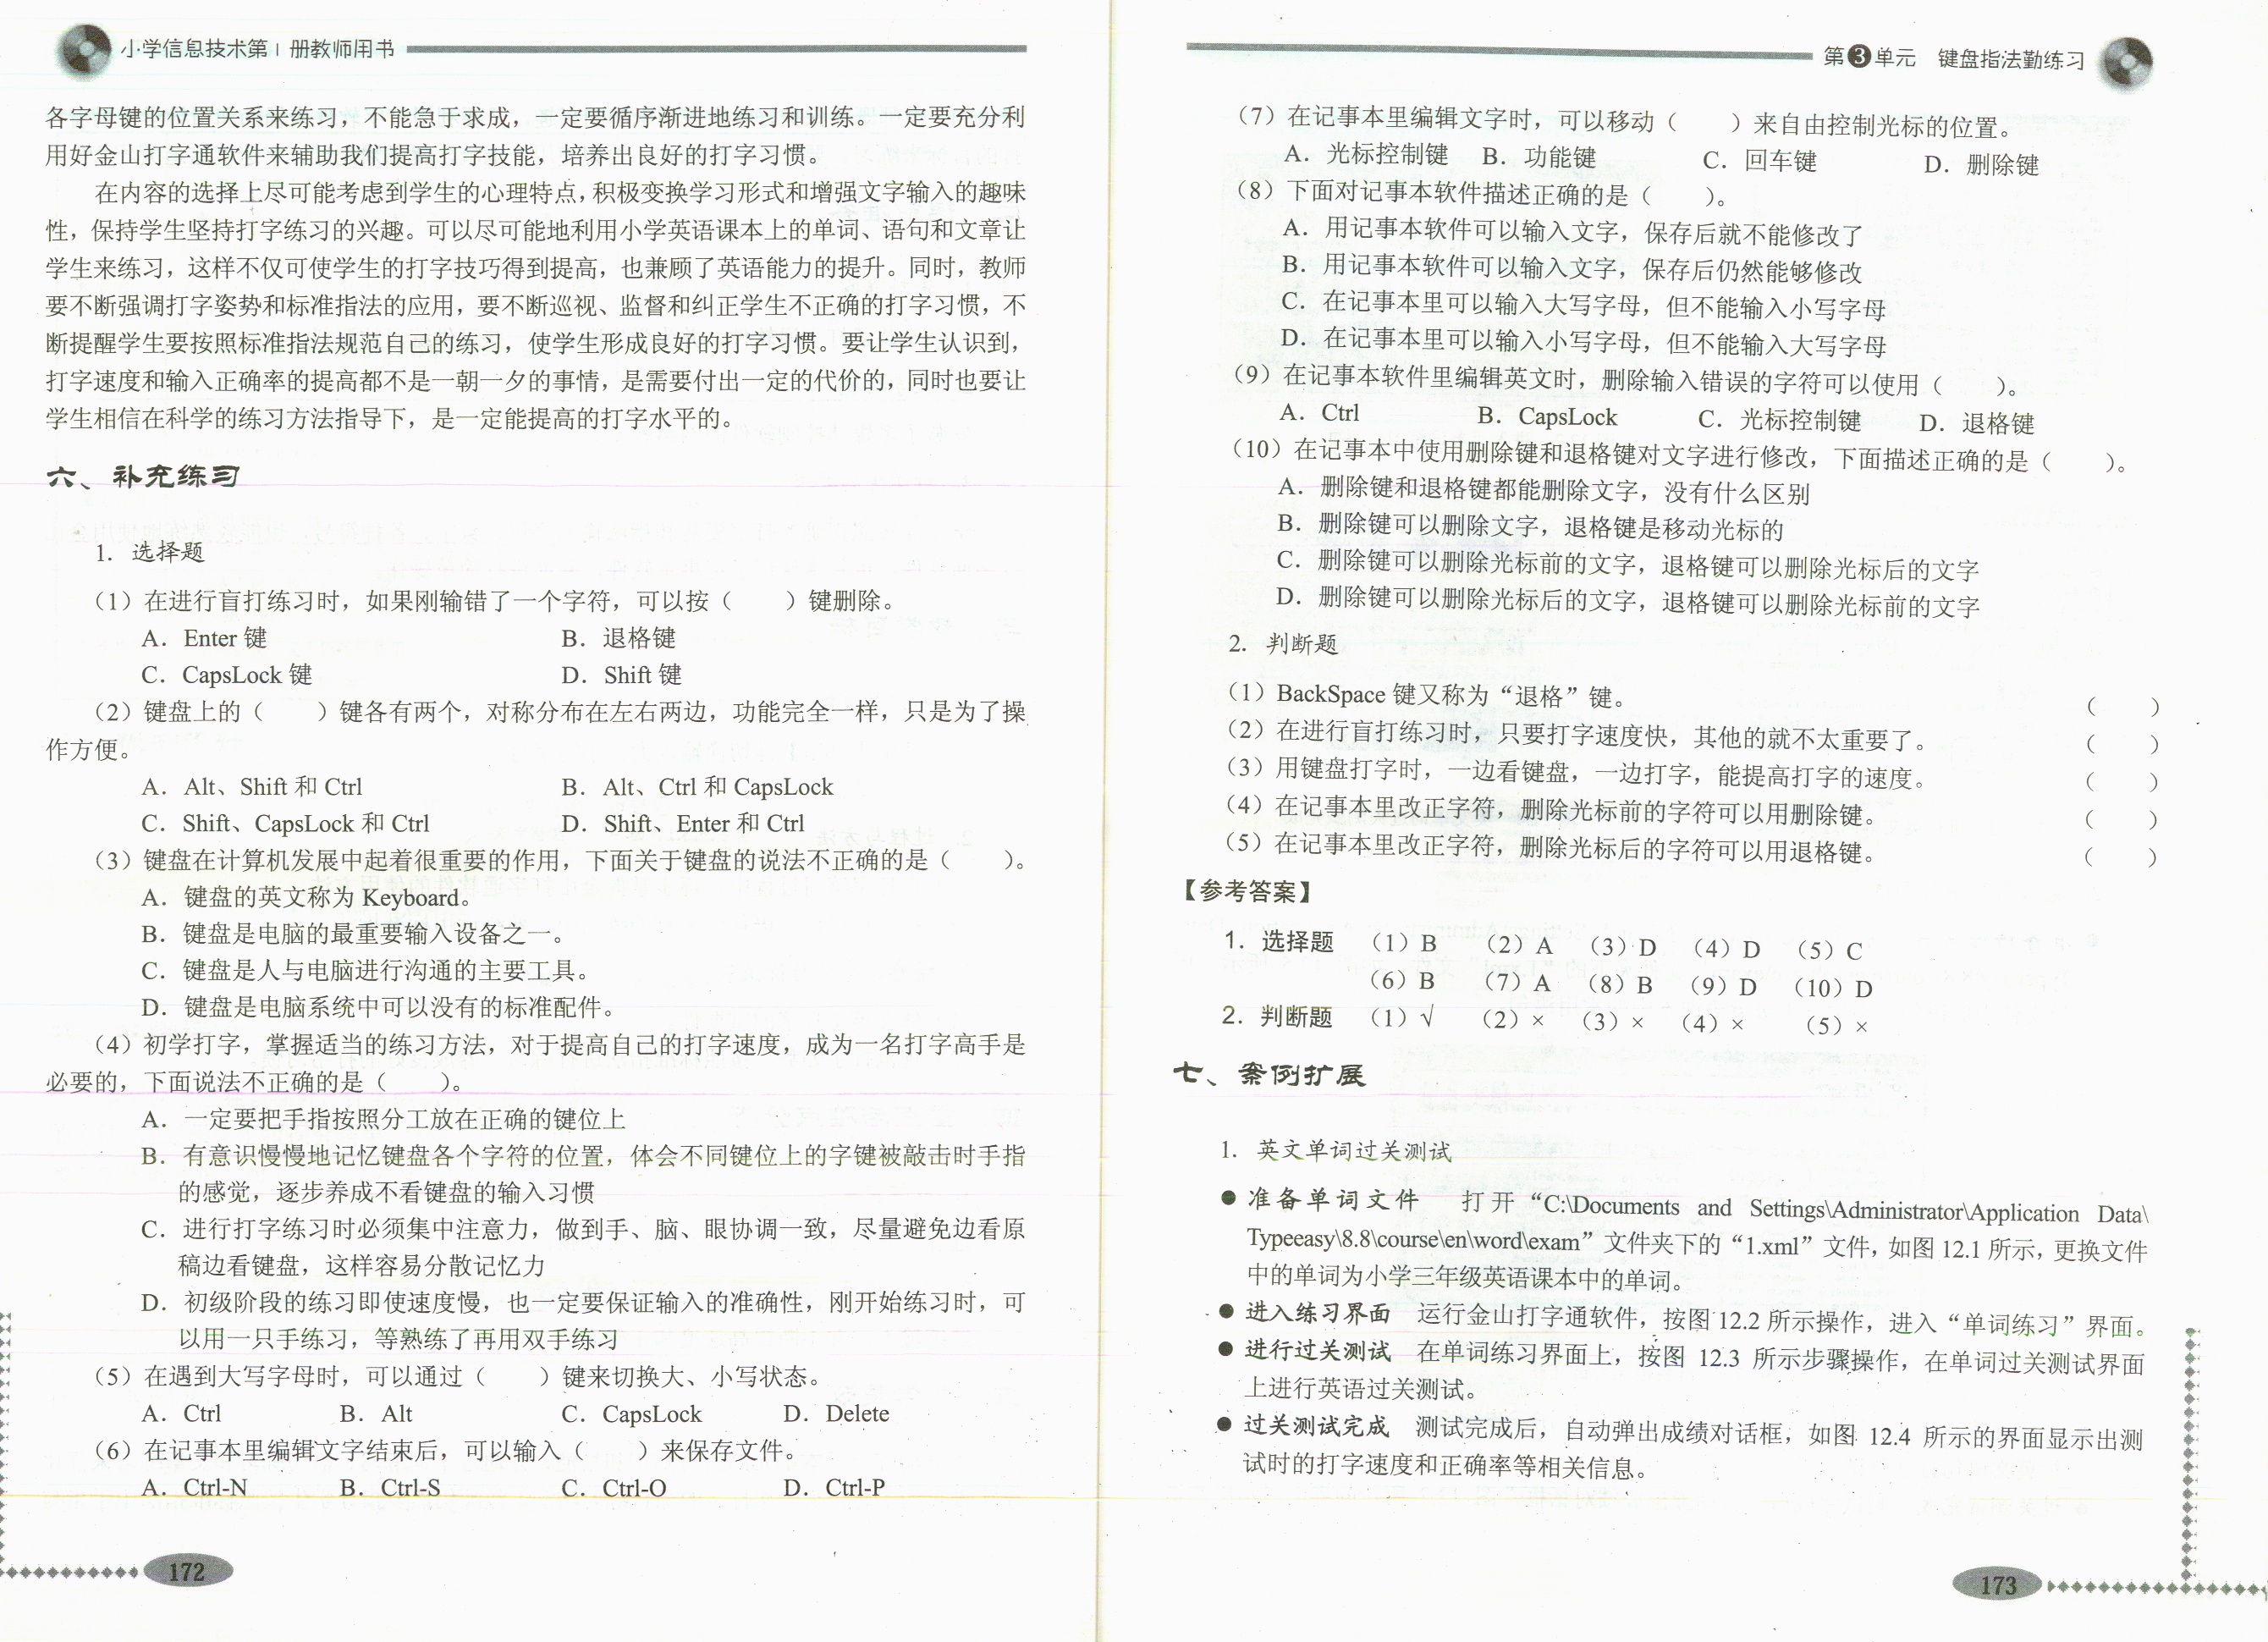 小学信息技术第1册教师用书
各字母键的位置关系来练习，不能急于求成，一定要循序渐进地练习和训练。一定要充分利
用好金山打字通软件来辅助我们提高打字技能，培养出良好的打字习惯。
在内容的选择上尽可能考虑到学生的心理特点，积极变换学习形式和增强文字输入的趣味
性，保持学生坚持打字练习的兴趣。可以尽可能地利用小学英语课本上的单词、语句和文章让
学生来练习，这样不仅可使学生的打字技巧得到提高，也兼顾了英语能力的提升。同时，教师
要不断强调打字姿势和标准指法的应用，要不断巡视、监督和纠正学生不正确的打字习惯，不
断提醒学生要按照标准指法规范自己的练习，使学生形成良好的打字习惯。要让学生认识到，
打字速度和输入正确率的提高都不是一朝一夕的事情，是需要付出一定的代价的，同时也要让
学生相信在科学的练习方法指导下，是一定能提高的打字水平的。
六、补充练习
1. 选择题
（1）在进行盲打练习时，如果刚输错了一个字符，可以按（　　）键删除。
A．Enter 键　　B．退格键
C．CapsLock 键　　D．Shift 键
（2）键盘上的（　　）键各有两个，对称分布在左右两边，功能完全一样，只是为了操
作方便。
A．Alt、Shift 和 Ctrl　　B．Alt、Ctrl 和 CapsLock
C．Shift、CapsLock 和 Ctrl　　D．Shift、Enter 和 Ctrl
（3）键盘在计算机发展中起着很重要的作用，下面关于键盘的说法不正确的是（　　）。
A．键盘的英文称为 Keyboard。
B．键盘是电脑的最重要输入设备之一。
C．键盘是人与电脑进行沟通的主要工具。
D．键盘是电脑系统中可以没有的标准配件。
（4）初学打字，掌握适当的练习方法，对于提高自己的打字速度，成为一名打字高手是
必要的，下面说法不正确的是（　　）。
A．一定要把手指按照分工放在正确的键位上
B．有意识慢慢地记忆键盘各个字符的位置，体会不同键位上的字键被敲击时手指
的感觉，逐步养成不看键盘的输入习惯
C．进行打字练习时必须集中注意力，做到手、脑、眼协调一致，尽量避免边看原
稿边看键盘，这样容易分散记忆力
D．初级阶段的练习即使速度慢，也一定要保证输入的准确性，刚开始练习时，可
以用一只手练习，等熟练了再用双手练习
（5）在遇到大写字母时，可以通过（　　）键来切换大、小写状态。
A．Ctrl　　B．Alt　　C．CapsLock　　D．Delete
（6）在记事本里编辑文字结束后，可以输入（　　）来保存文件。
A．Ctrl-N　　B．Ctrl-S　　C．Ctrl-O　　D．Ctrl-P
172
第3单元　键盘指法勤练习
（7）在记事本里编辑文字时，可以移动（　　）来自由控制光标的位置。
A．光标控制键　　B．功能键　　C．回车键　　D．删除键
（8）下面对记事本软件描述正确的是（　　）。
A．用记事本软件可以输入文字，保存后就不能修改了
B．用记事本软件可以输入文字，保存后仍然能够修改
C．在记事本里可以输入大写字母，但不能输入小写字母
D．在记事本里可以输入小写字母，但不能输入大写字母
（9）在记事本软件里编辑英文时，删除输入错误的字符可以使用（　　）。
A．Ctrl　　B．CapsLock　　C．光标控制键　　D．退格键
（10）在记事本中使用删除键和退格键对文字进行修改，下面描述正确的是（　　）。
A．删除键和退格键都能删除文字，没有什么区别
B．删除键可以删除文字，退格键是移动光标的
C．删除键可以删除光标前的文字，退格键可以删除光标后的文字
D．删除键可以删除光标后的文字，退格键可以删除光标前的文字
2. 判断题
（1）BackSpace 键又称为“退格”键。（　　）
（2）在进行盲打练习时，只要打字速度快，其他的就不太重要了。（　　）
（3）用键盘打字时，一边看键盘，一边打字，能提高打字的速度。（　　）
（4）在记事本里改正字符，删除光标前的字符可以用删除键。（　　）
（5）在记事本里改正字符，删除光标后的字符可以用退格键。（　　）
【参考答案】
1. 选择题　（1）B　（2）A　（3）D　（4）D　（5）C
（6）B　（7）A　（8）B　（9）D　（10）D
2. 判断题　（1）√　（2）×　（3）×　（4）×　（5）×
七、案例扩展
1. 英文单词过关测试
● 准备单词文件　打开“C:\Documents and Settings\Administrator\Application Data\
Typeeasy\8.8\course\en\word\exam”文件夹下的“1.xml”文件，如图 12.1 所示，更换文件
中的单词为小学三年级英语课本中的单词。
● 进入练习界面　运行金山打字通软件，按图 12.2 所示操作，进入“单词练习”界面。
● 进行过关测试　在单词练习界面上，按图 12.3 所示步骤操作，在单词过关测试界面
上进行英语过关测试。
● 过关测试完成　测试完成后，自动弹出成绩对话框，如图 12.4 所示的界面显示出测
试时的打字速度和正确率等相关信息。
173